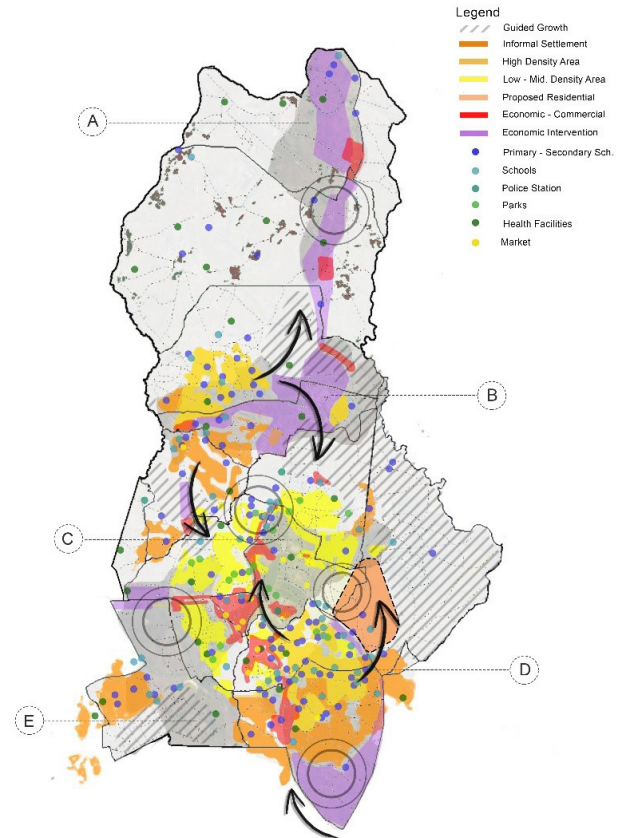 Legend
Guided Growth
Informal Settlement
High Density Area
Low - Mid. Density Area
Proposed Residential
Economic - Commercial
Economic Intervention
Primary - Secondary Sch.
Schools
Police Station
Parks
Health Facilities
Market
A
B
C
D
E